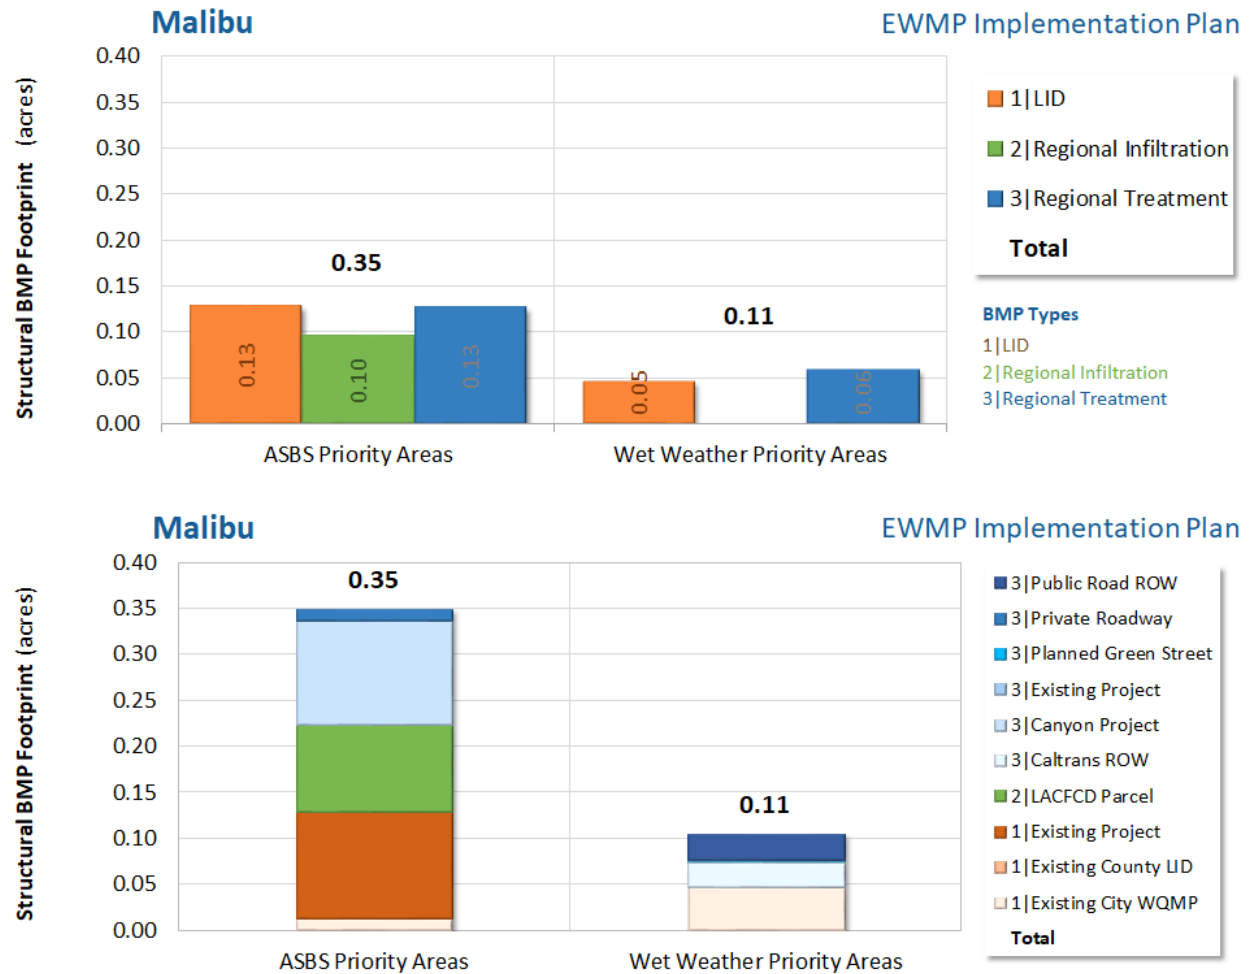 Malibu
EWMP Implementation Plan
Structural BMP Footprint (acres)
0.40
0.35
0.30
0.25
0.20
0.15
0.10
0.05
0.00
0.35
0.13
0.10
0.13
0.11
0.05
0.06
ASBS Priority Areas
Wet Weather Priority Areas
1|LID
2|Regional Infiltration
3|Regional Treatment
Total
BMP Types
1|LID
2|Regional Infiltration
3|Regional Treatment
Malibu
EWMP Implementation Plan
Structural BMP Footprint (acres)
0.40
0.35
0.30
0.25
0.20
0.15
0.10
0.05
0.00
0.35
0.11
ASBS Priority Areas
Wet Weather Priority Areas
3|Public Road ROW
3|Private Roadway
3|Planned Green Street
3|Existing Project
3|Canyon Project
3|Caltrans ROW
2|LACFCD Parcel
1|Existing Project
1|Existing County LID
1|Existing City WQMP
Total